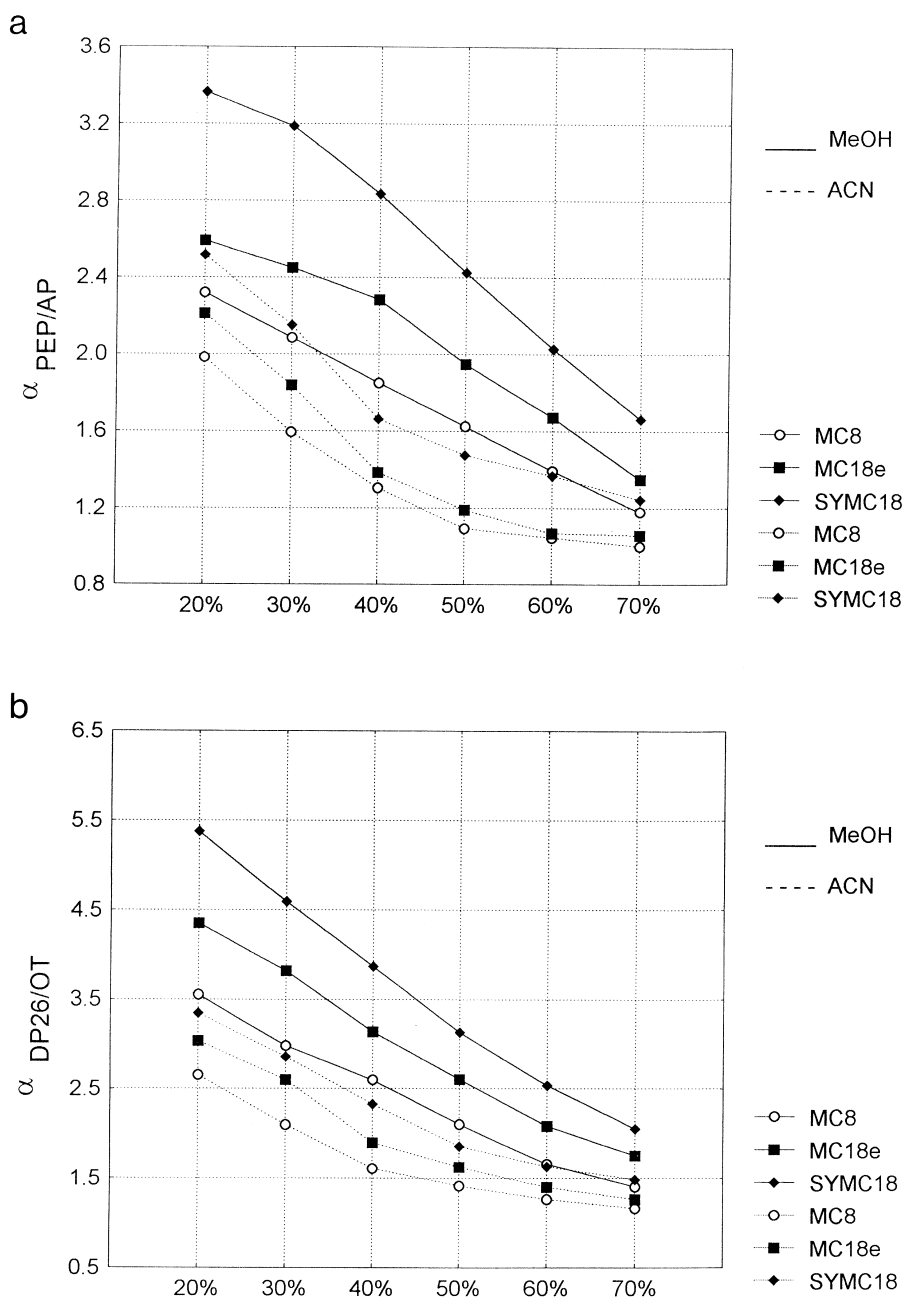 a
3.6
3.2
2.8
2.4
2.0
1.6
1.2
0.8
α PEP/AP
20% 30% 40% 50% 60% 70%
MeOH
ACN
MC8
MC18e
SYMC18
MC8
MC18e
SYMC18
b
6.5
5.5
4.5
3.5
2.5
1.5
0.5
α DP26/OT
20% 30% 40% 50% 60% 70%
MeOH
ACN
MC8
MC18e
SYMC18
MC8
MC18e
SYMC18